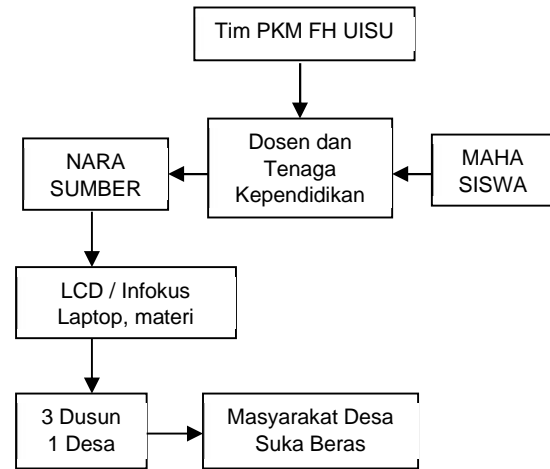 Tim PKM FH UISU
Dosen dan
Tenaga
Kependidikan
NARA
SUMBER
MAHA
SISWA
LCD / Infokus
Laptop, materi
3 Dusun
1 Desa
Masyarakat Desa
Suka Beras